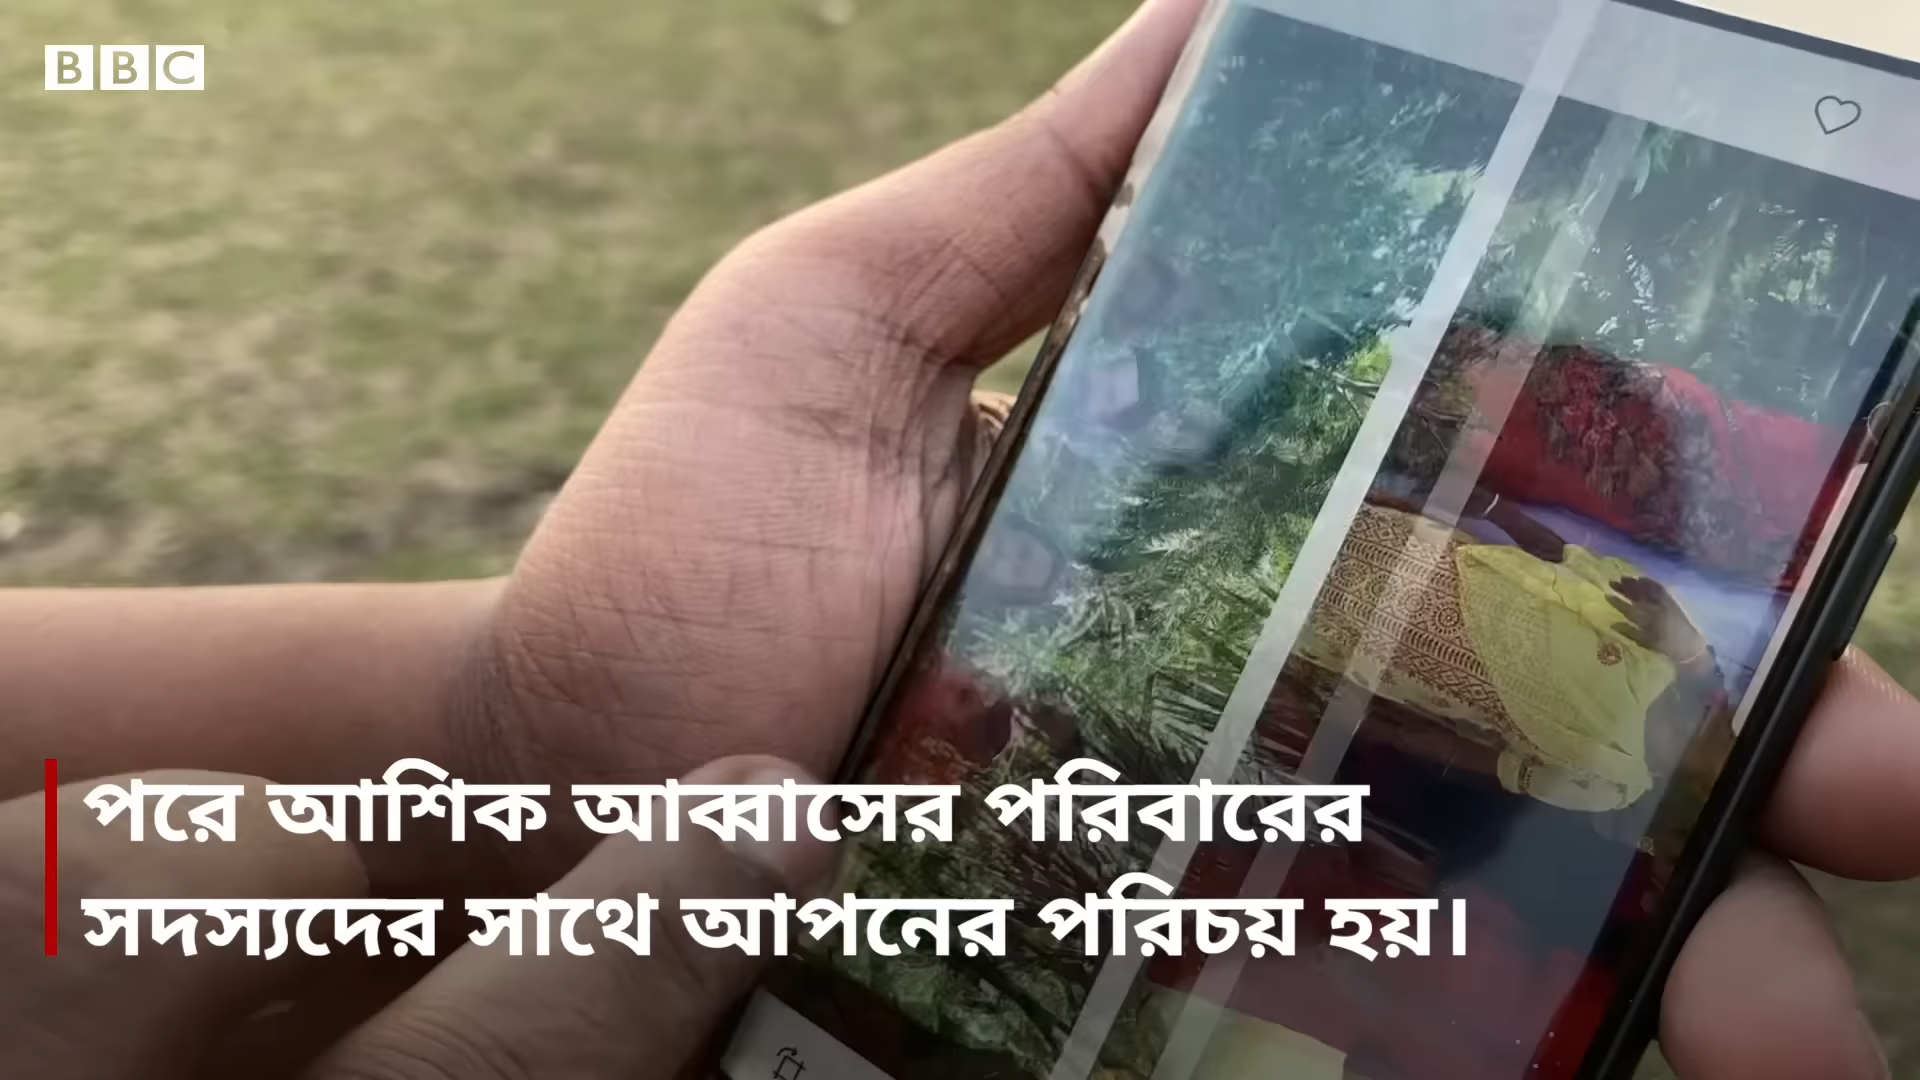 BBC
পরে আশিক আব্বাসের পরিবারের
সদস্যদের সাথে আপনের পরিচয় হয়।